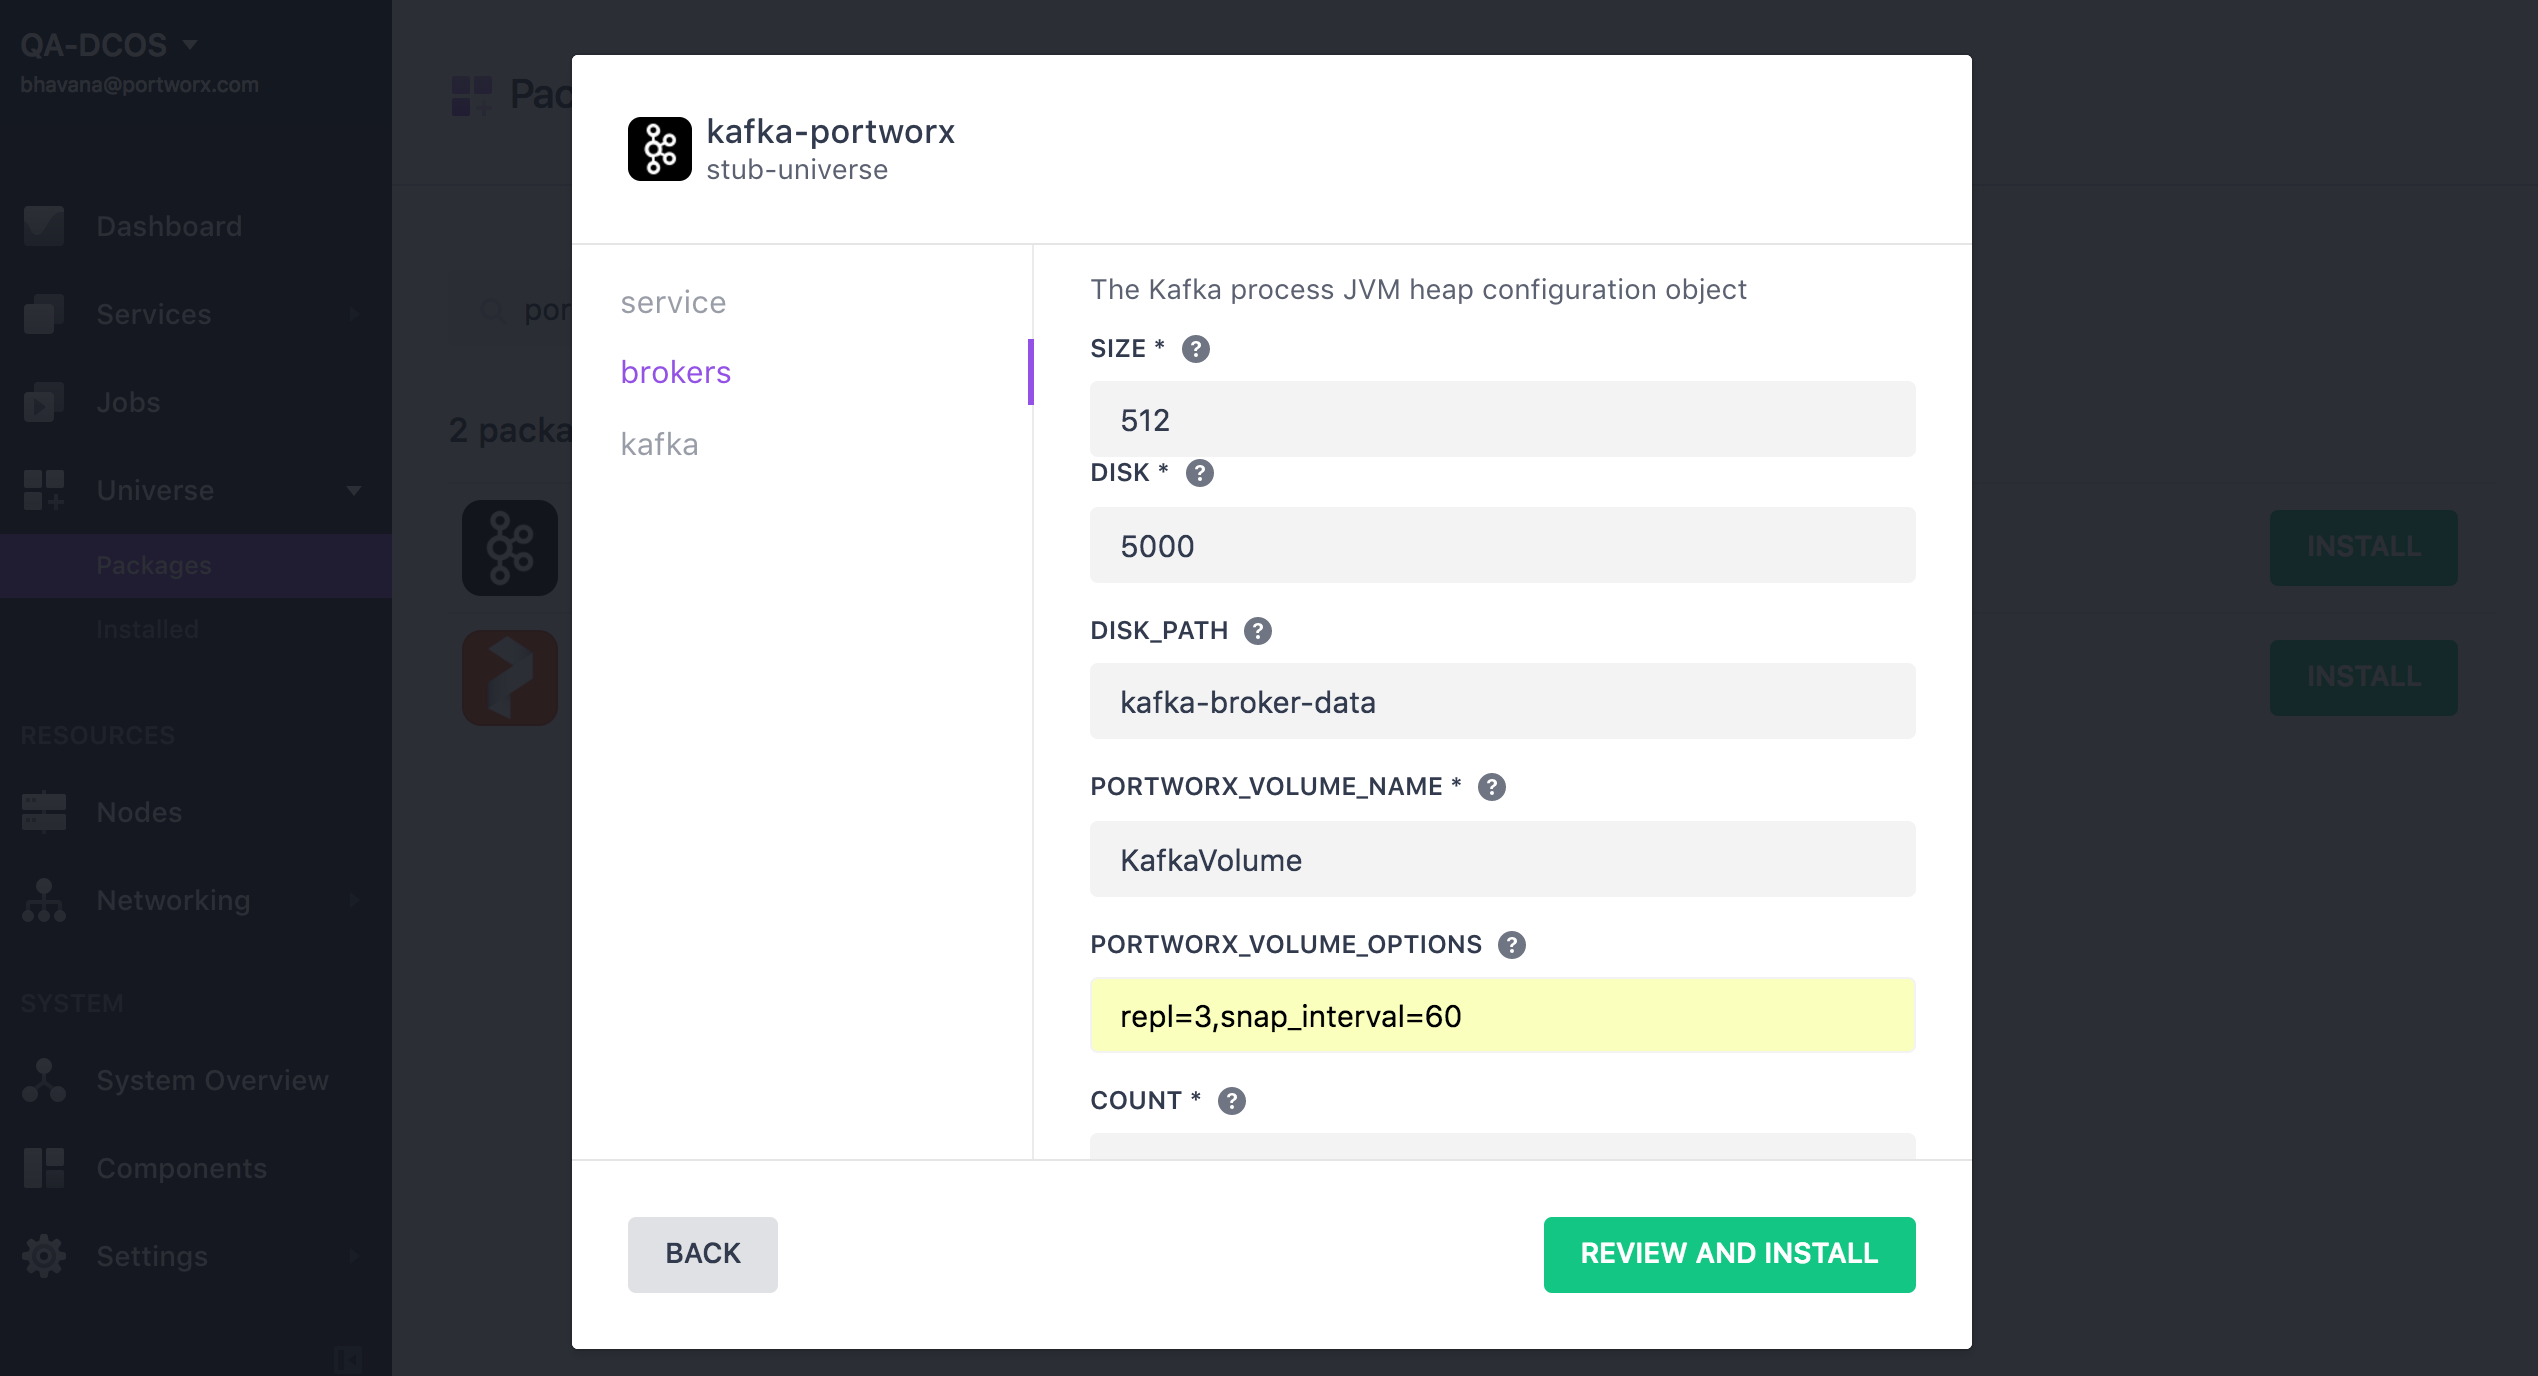 QA-DCOS
bhavana@portworx.com
Dashboard
Services
Jobs
Universe
Packages
Installed
RESOURCES
Nodes
Networking
SYSTEM
System Overview
Components
Settings
Pac
por
2 packa
INSTALL
INSTALL
kafka-portworx
stub-universe
service
brokers
kafka
The Kafka process JVM heap configuration object
SIZE * ?
512
DISK * ?
5000
DISK_PATH ?
kafka-broker-data
PORTWORX_VOLUME_NAME * ?
KafkaVolume
PORTWORX_VOLUME_OPTIONS ?
repl=3,snap_interval=60
COUNT * ?
BACK
REVIEW AND INSTALL